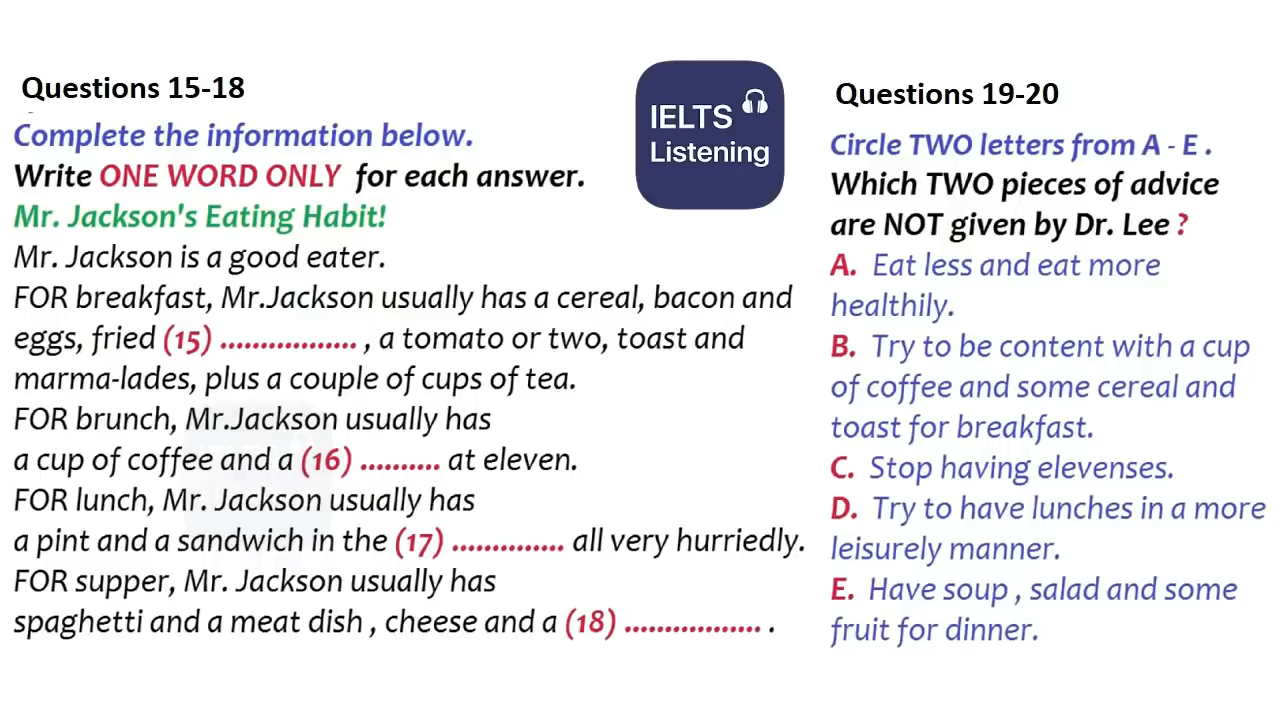 Questions 15-18
Complete the information below.
Write ONE WORD ONLY for each answer.
Mr. Jackson's Eating Habit!
Mr. Jackson is a good eater.
FOR breakfast, Mr.Jackson usually has a cereal, bacon and
eggs, fried (15) ................. , a tomato or two, toast and
marma-lades, plus a couple of cups of tea.
FOR brunch, Mr.Jackson usually has
a cup of coffee and a (16) .......... at eleven.
FOR lunch, Mr. Jackson usually has
a pint and a sandwich in the (17) .............. all very hurriedly.
FOR supper, Mr. Jackson usually has
spaghetti and a meat dish , cheese and a (18) ................. .
IELTS
Listening
Questions 19-20
Circle TWO letters from A - E .
Which TWO pieces of advice
are NOT given by Dr. Lee ?
A. Eat less and eat more
healthily.
B. Try to be content with a cup
of coffee and some cereal and
toast for breakfast.
C. Stop having elevenses.
D. Try to have lunches in a more
leisurely manner.
E. Have soup , salad and some
fruit for dinner.